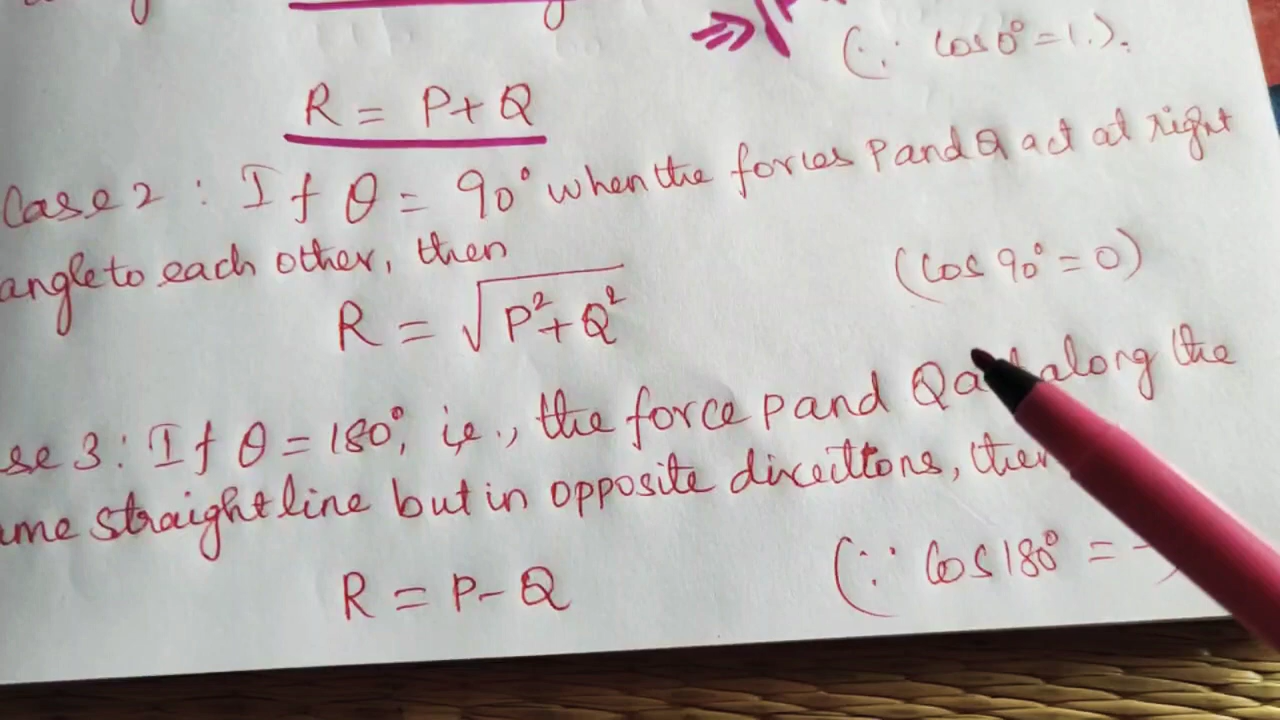 (∵ cos 0° = 1.).
R = P+Q
Case 2 : If θ = 90° when the forces P and Q act at right
angle to each other, then
(cos 90° = 0)
R = √P²+Q²
se 3 : If θ = 180°, ie., the force P and Q along the
me straight line but in opposite directions, then
R = P-Q
(∵ cos 180° = -